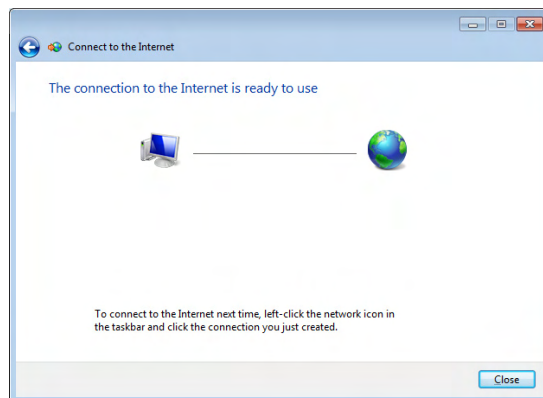 Connect to the Internet
The connection to the Internet is ready to use
To connect to the Internet next time, left-click the network icon in
the taskbar and click the connection you just created.
Close